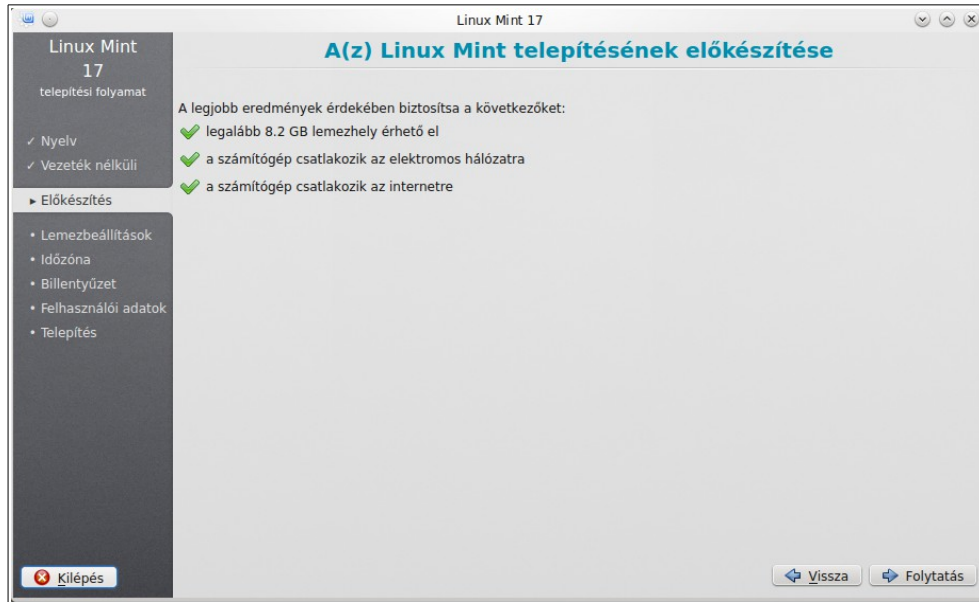 Linux Mint 17
Linux Mint
17
telepítési folyamat
✓ Nyelv
✓ Vezeték nélküli
▸ Előkészítés
• Lemezbeállítások
• Időzóna
• Billentyűzet
• Felhasználói adatok
• Telepítés
Kilépés
A(z) Linux Mint telepítésének előkészítése
A legjobb eredmények érdekében biztosítsa a következőket:
legalább 8.2 GB lemezhely érhető el
a számítógép csatlakozik az elektromos hálózatra
a számítógép csatlakozik az internetre
Vissza
Folytatás